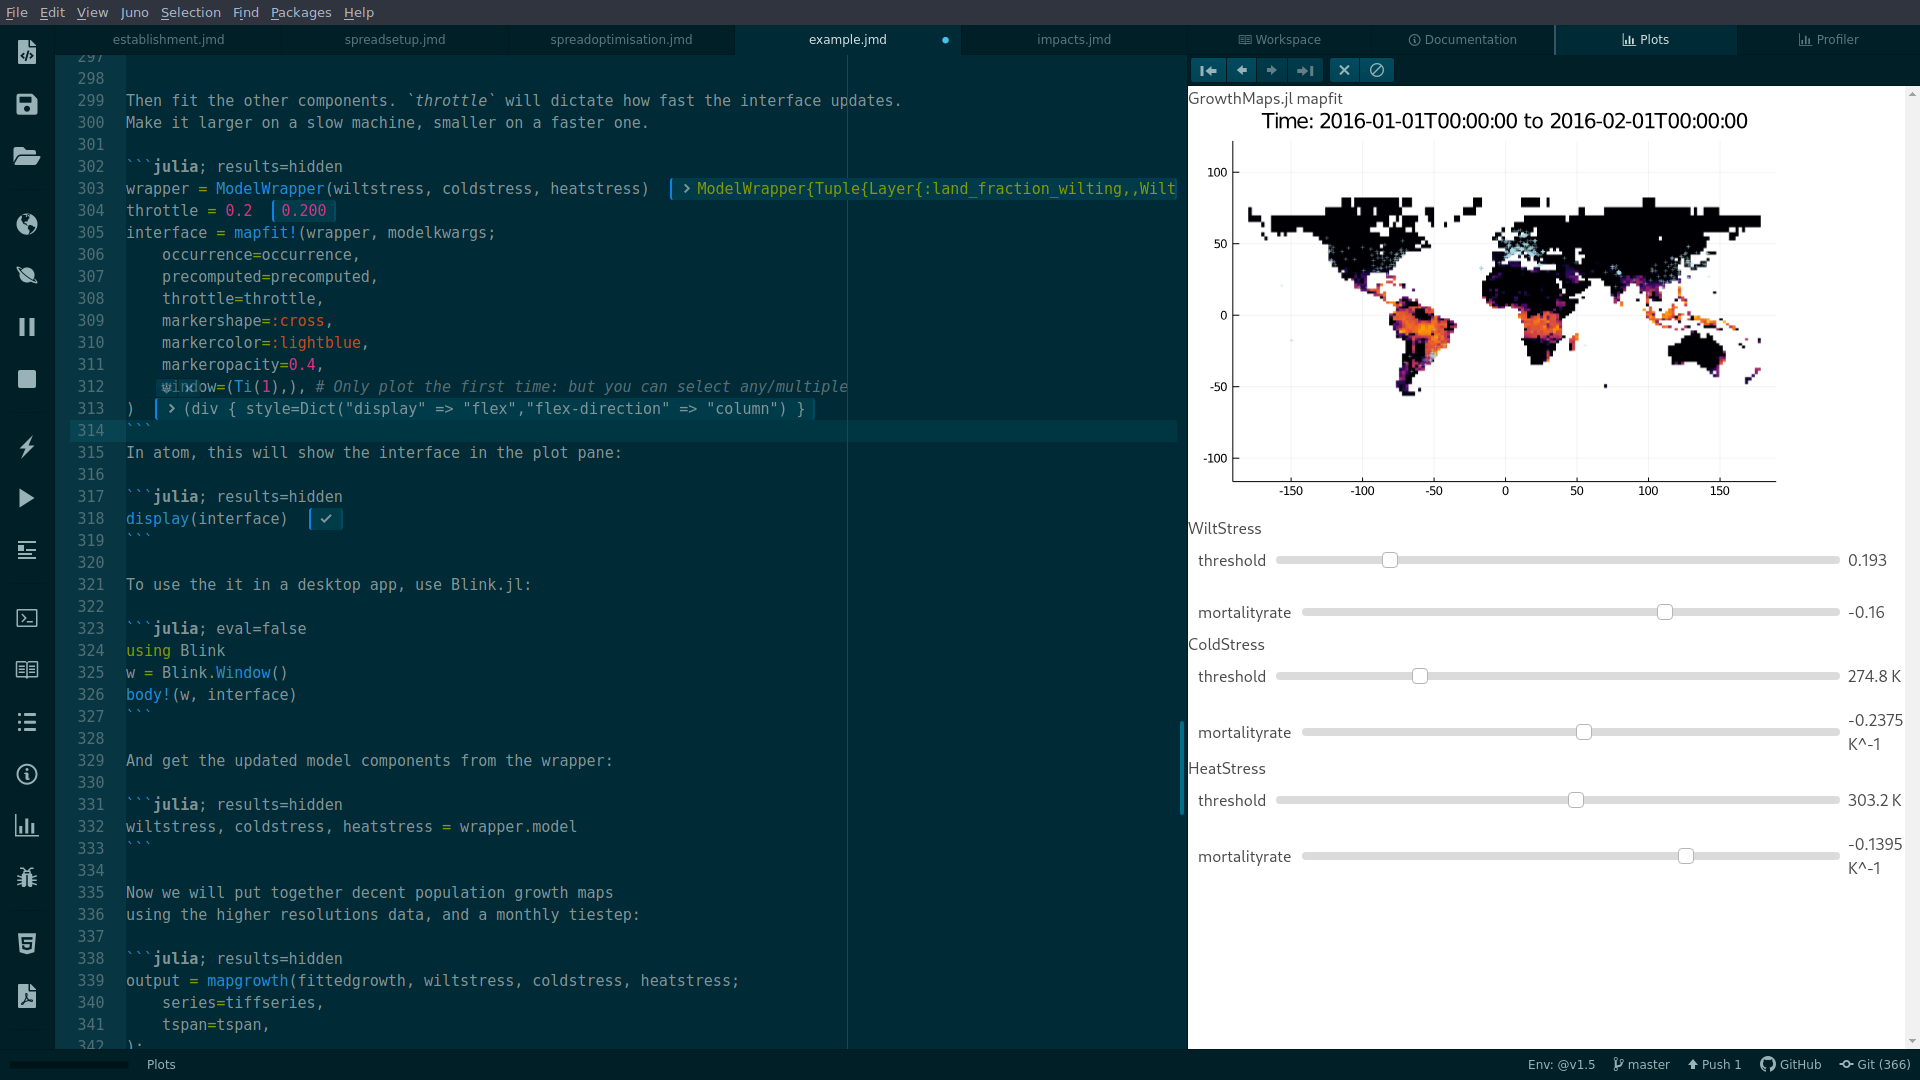 File Edit View Juno Selection Find Packages Help
establishment.jmd spreadsetup.jmd spreadoptimisation.jmd example.jmd impacts.jmd Workspace Documentation Plots Profiler
297
298
299 Then fit the other components. `throttle` will dictate how fast the interface updates.
300 Make it larger on a slow machine, smaller on a faster one.
301
302 ```julia; results=hidden
303 wrapper = ModelWrapper(wiltstress, coldstress, heatstress) > ModelWrapper{Tuple{Layer{:land_fraction_wilting,,Wilt
304 throttle = 0.2 0.200
305 interface = mapfit!(wrapper, modelkwargs;
306 occurrence=occurrence,
307 precomputed=precomputed,
308 throttle=throttle,
309 markershape=:cross,
310 markercolor=:lightblue,
311 markeropacity=0.4,
312 window=(Ti(1),), # Only plot the first time: but you can select any/multiple
313 ) > (div { style=Dict("display" => "flex","flex-direction" => "column") }
314 ```
315 In atom, this will show the interface in the plot pane:
316
317 ```julia; results=hidden
318 display(interface) ✓
319 ```
320
321 To use the it in a desktop app, use Blink.jl:
322
323 ```julia; eval=false
324 using Blink
325 w = Blink.Window()
326 body!(w, interface)
327 ```
328
329 And get the updated model components from the wrapper:
330
331 ```julia; results=hidden
332 wiltstress, coldstress, heatstress = wrapper.model
333 ```
334
335 Now we will put together decent population growth maps
336 using the higher resolutions data, and a monthly tiestep:
337
338 ```julia; results=hidden
339 output = mapgrowth(fittedgrowth, wiltstress, coldstress, heatstress;
340 series=tiffseries,
341 tspan=tspan,
342 );
GrowthMaps.jl mapfit
Time: 2016-01-01T00:00:00 to 2016-02-01T00:00:00
100
50
0
-50
-100
-150 -100 -50 0 50 100 150
WiltStress
threshold 0.193
mortalityrate -0.16
ColdStress
threshold 274.8 K
mortalityrate -0.2375
K^-1
HeatStress
threshold 303.2 K
mortalityrate -0.1395
K^-1
Plots Env: @v1.5 master Push 1 GitHub Git (366)